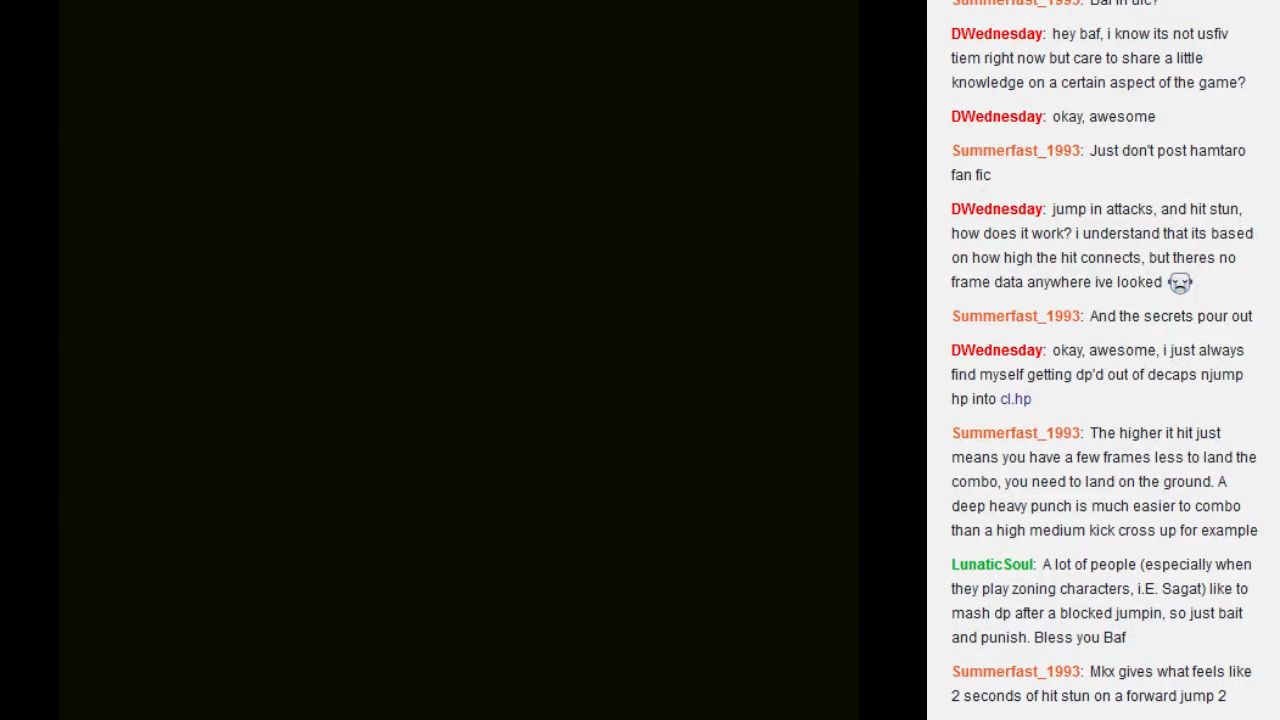 Summerfast_1993: Baf in dlc?
DWednesday: hey baf, i know its not usfiv
tiem right now but care to share a little
knowledge on a certain aspect of the game?
DWednesday: okay, awesome
Summerfast_1993: Just don't post hamtaro
fan fic
DWednesday: jump in attacks, and hit stun,
how does it work? i understand that its based
on how high the hit connects, but theres no
frame data anywhere ive looked
Summerfast_1993: And the secrets pour out
DWednesday: okay, awesome, i just always
find myself getting dp'd out of decaps njump
hp into cl.hp
Summerfast_1993: The higher it hit just
means you have a few frames less to land the
combo, you need to land on the ground. A
deep heavy punch is much easier to combo
than a high medium kick cross up for example
LunaticSoul: A lot of people (especially when
they play zoning characters, i.E. Sagat) like to
mash dp after a blocked jumpin, so just bait
and punish. Bless you Baf
Summerfast_1993: Mkx gives what feels like
2 seconds of hit stun on a forward jump 2